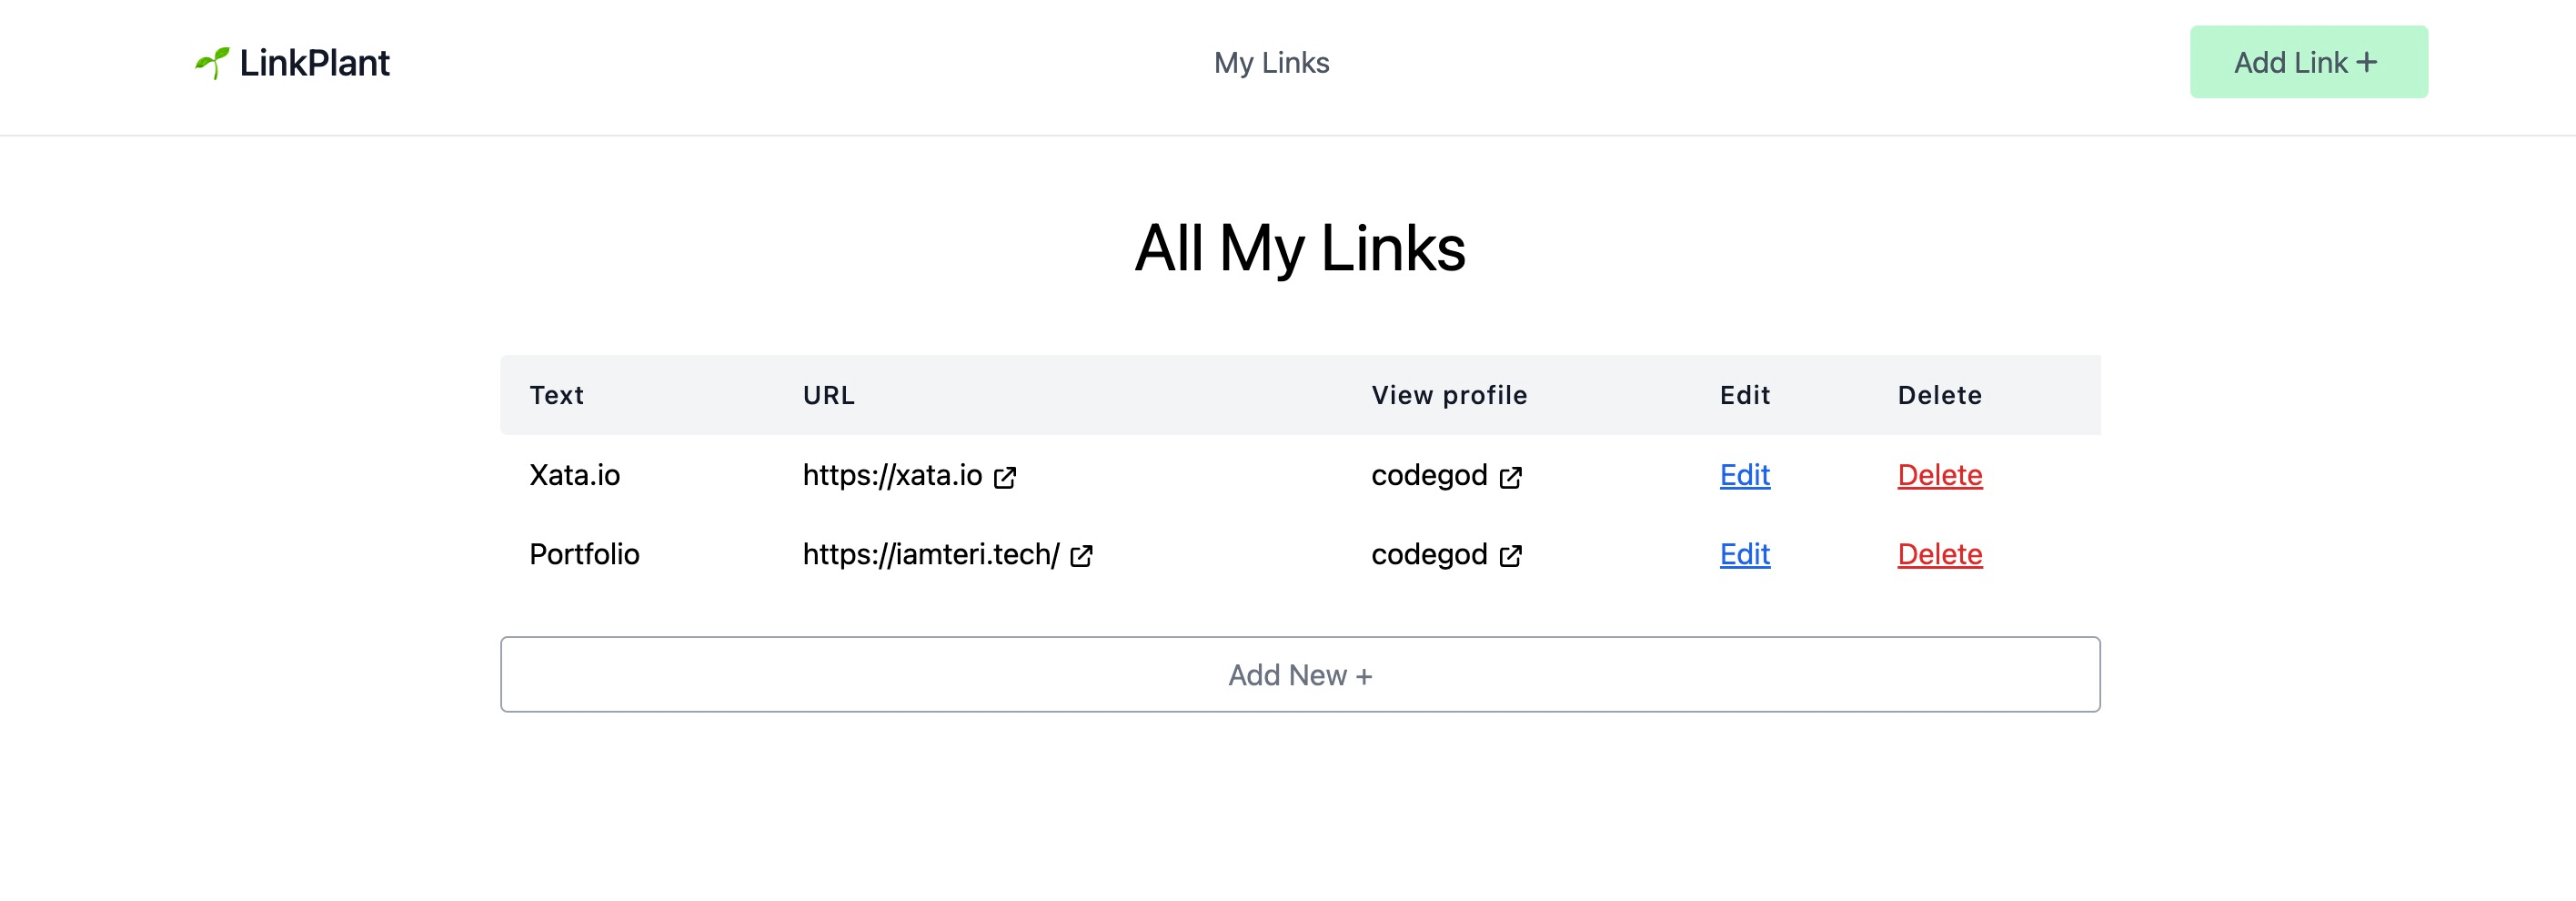 LinkPlant My Links Add Link +
All My Links
Text URL View profile Edit Delete
Xata.io https://xata.io codegod Edit Delete
Portfolio https://iamteri.tech/ codegod Edit Delete
Add New +